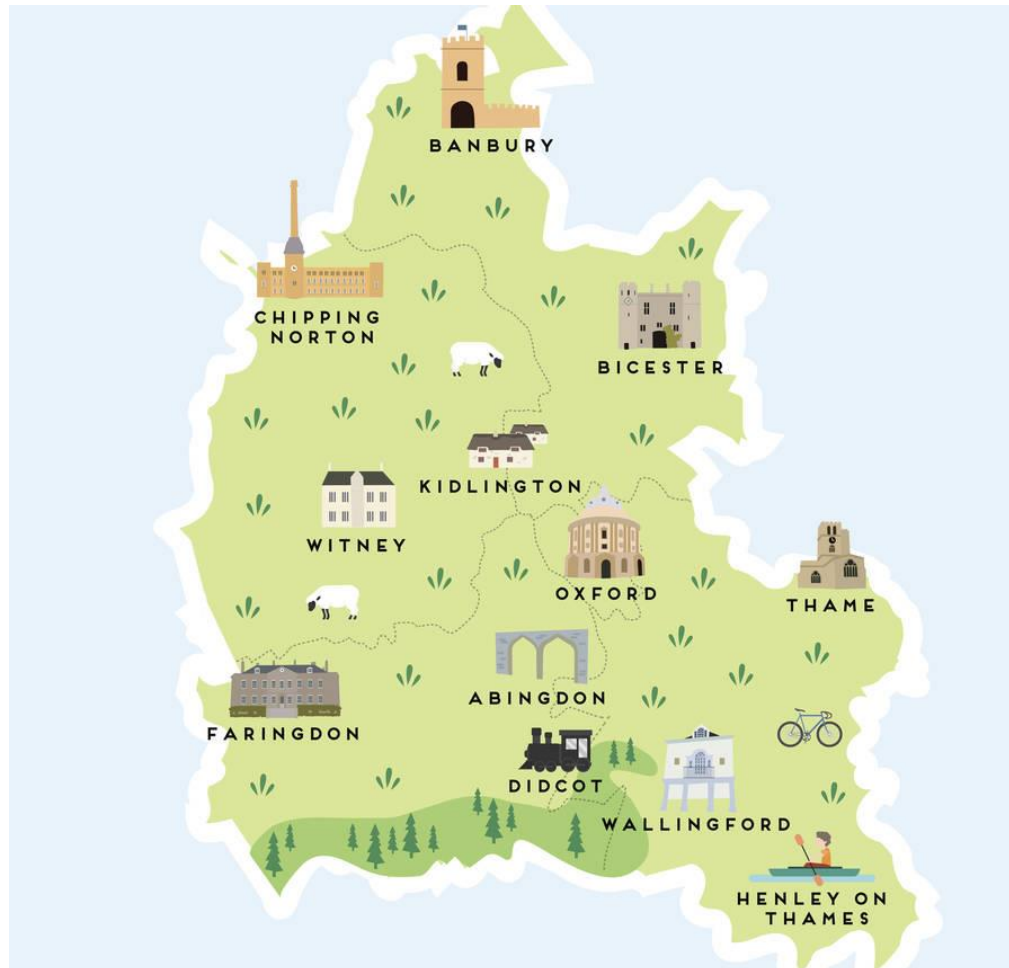 BANBURY
CHIPPING
NORTON
BICESTER
KIDLINGTON
WITNEY
OXFORD
THAME
ABINGDON
FARINGDON
DIDCOT
WALLINGFORD
HENLEY ON
THAMES